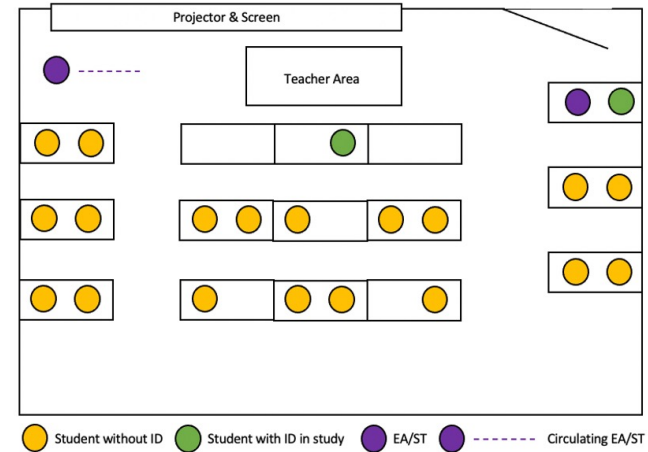 Projector & Screen
Teacher Area
Student without ID Student with ID in study EA/ST Circulating EA/ST